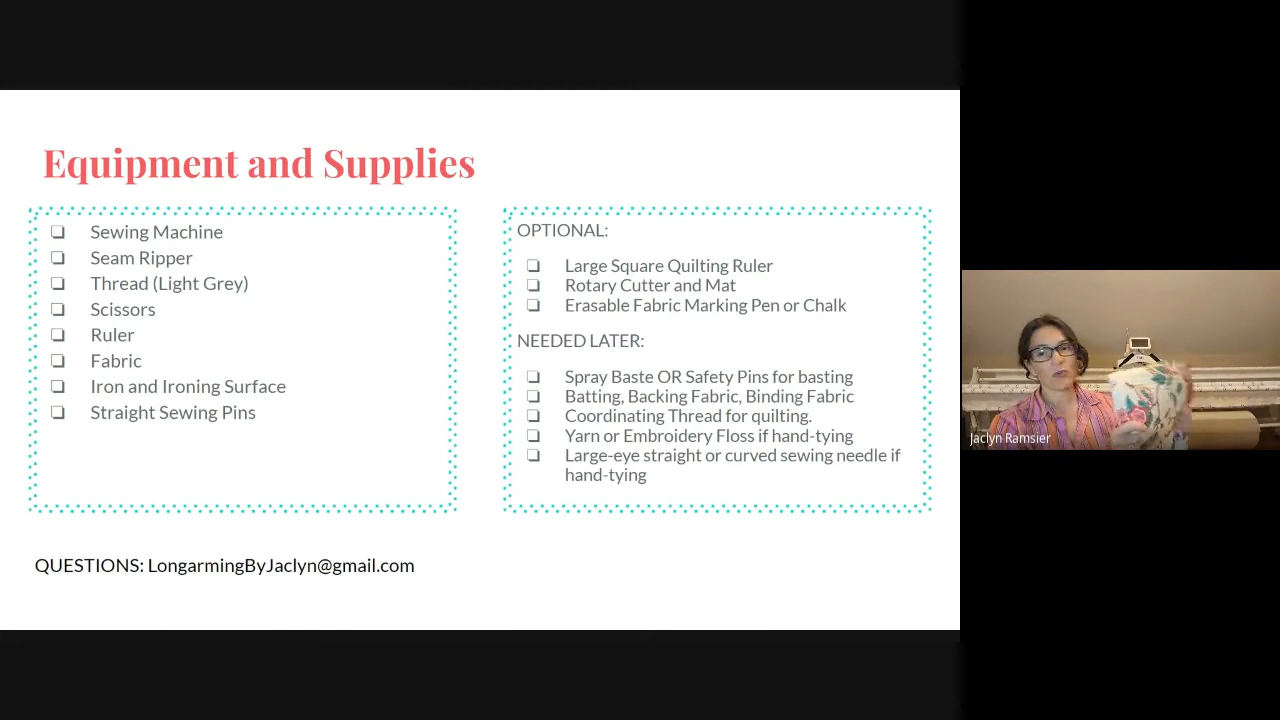 Equipment and Supplies
Sewing Machine
Seam Ripper
Thread (Light Grey)
Scissors
Ruler
Fabric
Iron and Ironing Surface
Straight Sewing Pins
OPTIONAL:
Large Square Quilting Ruler
Rotary Cutter and Mat
Erasable Fabric Marking Pen or Chalk
NEEDED LATER:
Spray Baste OR Safety Pins for basting
Batting, Backing Fabric, Binding Fabric
Coordinating Thread for quilting.
Yarn or Embroidery Floss if hand-tying
Large-eye straight or curved sewing needle if
hand-tying
QUESTIONS: LongarmingByJaclyn@gmail.com
Jaclyn Ramsier